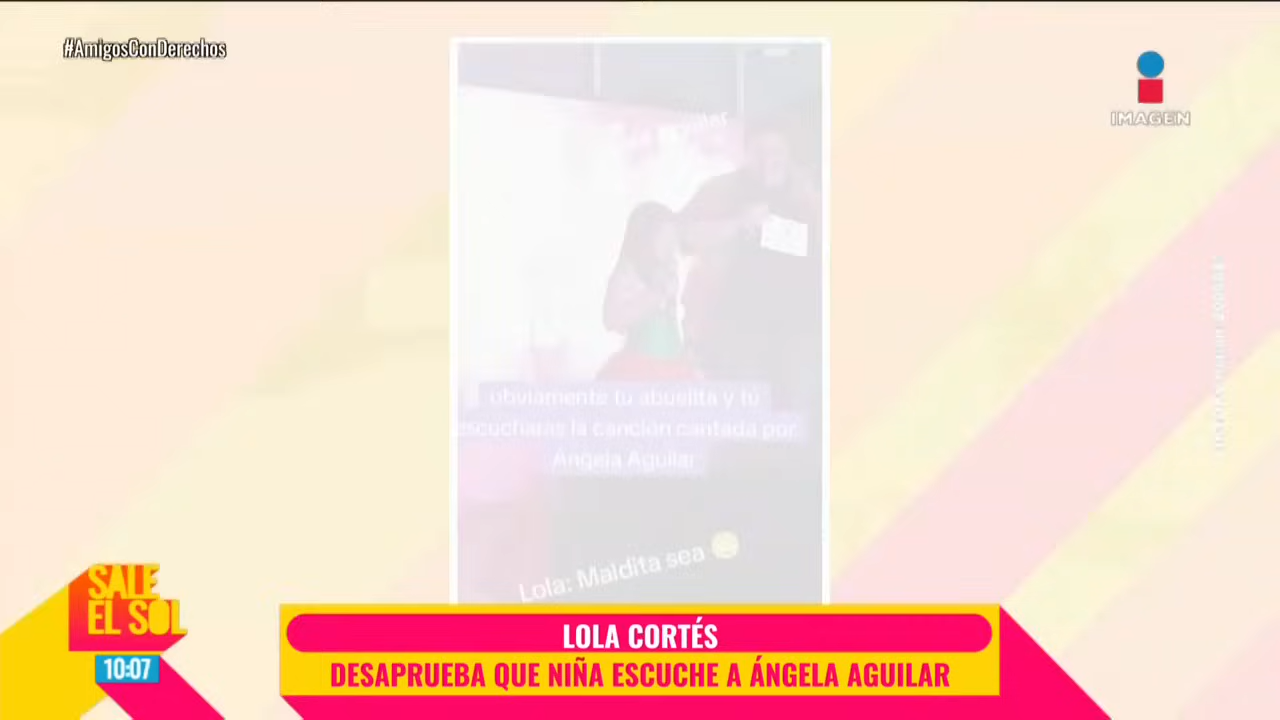 #AmigosConDerechos
IMAGEN
obviamente tu abuelita y tú
escucharas la canción cantada por
Ángela Aguilar
Lola: Maldita sea
SALE
EL SOL
10:07
LOLA CORTÉS
DESAPRUEBA QUE NIÑA ESCUCHE A ÁNGELA AGUILAR